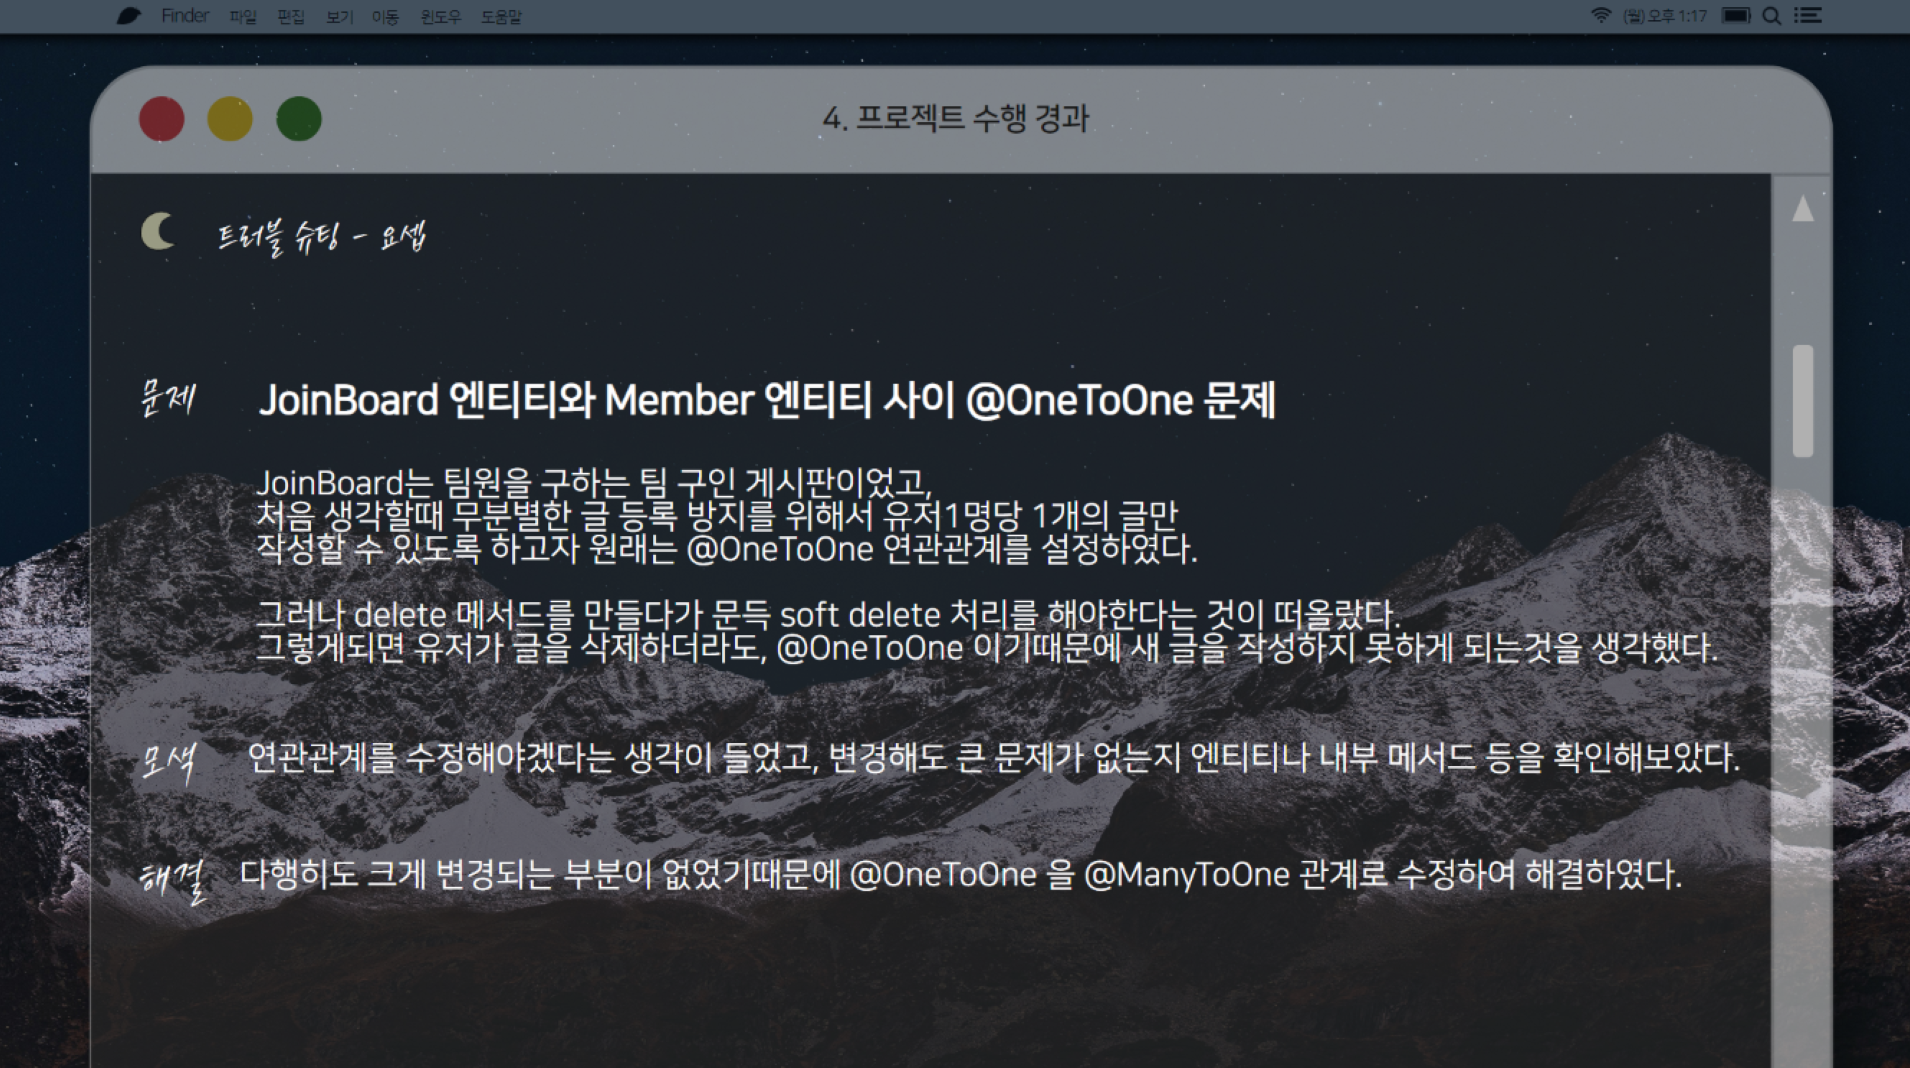 Finder 파일 편집 보기 이동 윈도우 도움말 (월) 오후 1:17
4. 프로젝트 수행 경과
트러블 슈팅 - 요셉
문제 JoinBoard 엔티티와 Member 엔티티 사이 @OneToOne 문제
JoinBoard는 팀원을 구하는 팀 구인 게시판이었고,
처음 생각할때 무분별한 글 등록 방지를 위해서 유저1명당 1개의 글만
작성할 수 있도록 하고자 원래는 @OneToOne 연관관계를 설정하였다.
그러나 delete 메서드를 만들다가 문득 soft delete 처리를 해야한다는 것이 떠올랐다.
그렇게되면 유저가 글을 삭제하더라도, @OneToOne 이기때문에 새 글을 작성하지 못하게 되는것을 생각했다.
모색 연관관계를 수정해야겠다는 생각이 들었고, 변경해도 큰 문제가 없는지 엔티티나 내부 메서드 등을 확인해보았다.
해결 다행히도 크게 변경되는 부분이 없었기때문에 @OneToOne 을 @ManyToOne 관계로 수정하여 해결하였다.